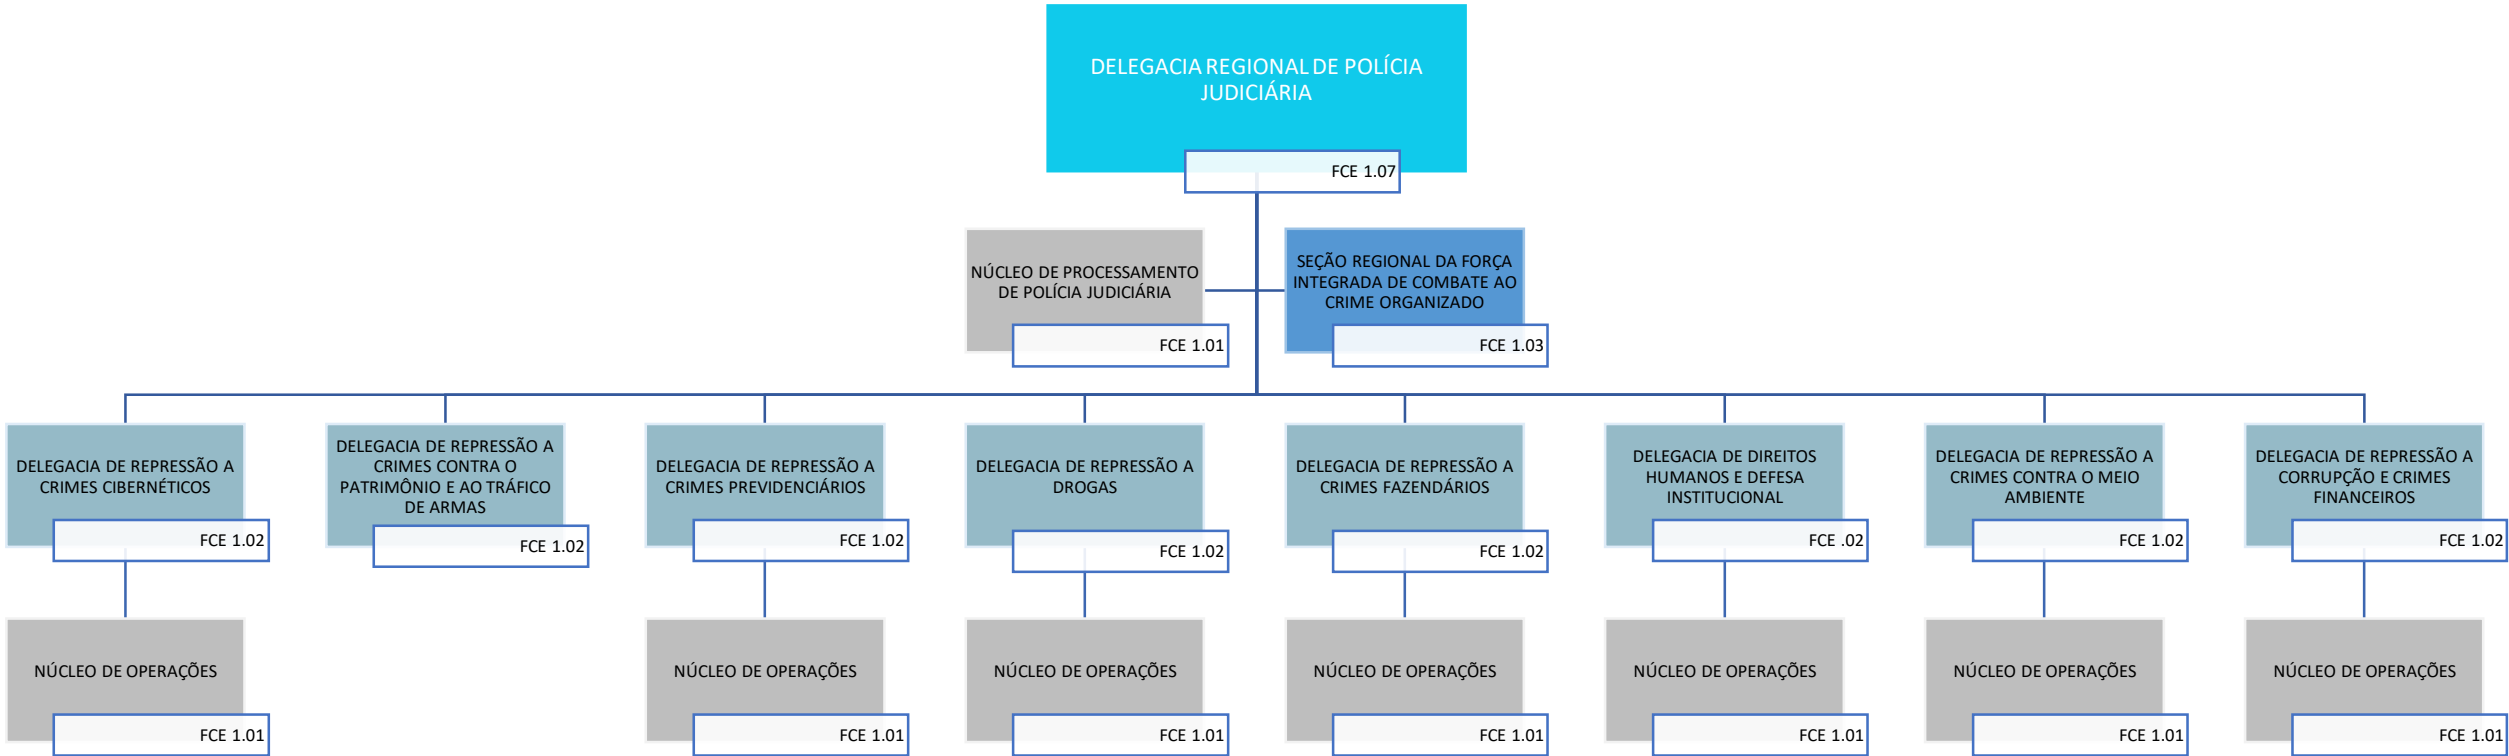 DELEGACIA REGIONAL DE POLÍCIA
JUDICIÁRIA
FCE 1.07
NÚCLEO DE PROCESSAMENTO
DE POLÍCIA JUDICIÁRIA
FCE 1.01
SEÇÃO REGIONAL DA FORÇA
INTEGRADA DE COMBATE AO
CRIME ORGANIZADO
FCE 1.03
DELEGACIA DE REPRESSÃO A
CRIMES CIBERNÉTICOS
FCE 1.02
DELEGACIA DE REPRESSÃO A
CRIMES CONTRA O
PATRIMÔNIO E AO TRÁFICO
DE ARMAS
FCE 1.02
DELEGACIA DE REPRESSÃO A
CRIMES PREVIDENCIÁRIOS
FCE 1.02
DELEGACIA DE REPRESSÃO A
DROGAS
FCE 1.02
DELEGACIA DE REPRESSÃO A
CRIMES FAZENDÁRIOS
FCE 1.02
DELEGACIA DE DIREITOS
HUMANOS E DEFESA
INSTITUCIONAL
FCE .02
DELEGACIA DE REPRESSÃO A
CRIMES CONTRA O MEIO
AMBIENTE
FCE 1.02
DELEGACIA DE REPRESSÃO A
CORRUPÇÃO E CRIMES
FINANCEIROS
FCE 1.02
NÚCLEO DE OPERAÇÕES
FCE 1.01
NÚCLEO DE OPERAÇÕES
FCE 1.01
NÚCLEO DE OPERAÇÕES
FCE 1.01
NÚCLEO DE OPERAÇÕES
FCE 1.01
NÚCLEO DE OPERAÇÕES
FCE 1.01
NÚCLEO DE OPERAÇÕES
FCE 1.01
NÚCLEO DE OPERAÇÕES
FCE 1.01